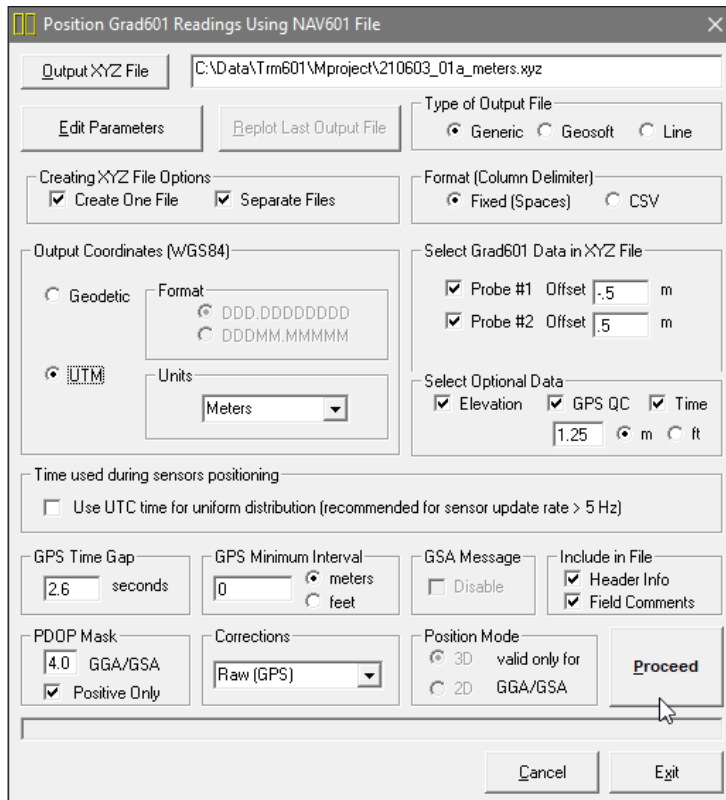 Position Grad601 Readings Using NAV601 File
Output XYZ File
C:\Data\Trm601\Mproject\210603_01a_meters.xyz
Edit Parameters
Replot Last Output File
Type of Output File
Generic
Geosoft
Line
Creating XYZ File Options
Create One File
Separate Files
Format (Column Delimiter)
Fixed (Spaces)
CSV
Output Coordinates (WGS84)
Geodetic
Format
DDD.DDDDDDDD
DDDMM.MMMMM
UTM
Units
Meters
Select Grad601 Data in XYZ File
Probe #1 Offset -.5 m
Probe #2 Offset .5 m
Select Optional Data
Elevation
GPS QC
Time
1.25 m ft
Time used during sensors positioning
Use UTC time for uniform distribution (recommended for sensor update rate > 5 Hz)
GPS Time Gap
2.6 seconds
GPS Minimum Interval
0
meters
feet
GSA Message
Disable
Include in File
Header Info
Field Comments
PDOP Mask
4.0 GGA/GSA
Positive Only
Corrections
Raw (GPS)
Position Mode
3D valid only for
2D GGA/GSA
Proceed
Cancel
Exit